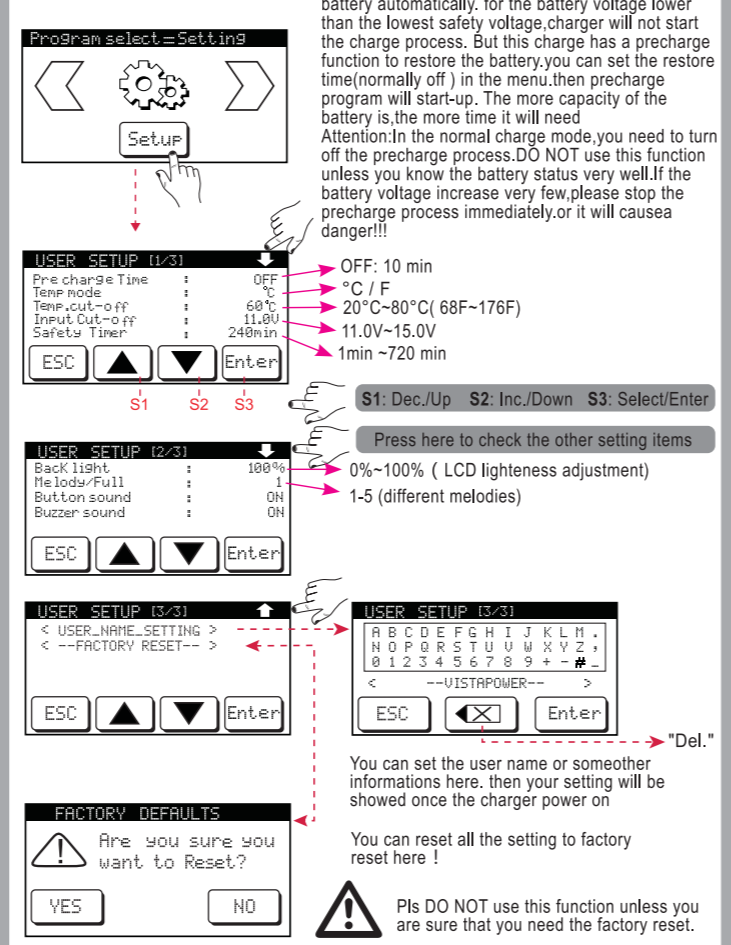 battery automatically. for the battery voltage lower
than the lowest safety voltage,charger will not start
the charge process. But this charge has a precharge
function to restore the battery.you can set the restore
time(normally off ) in the menu.then precharge
program will start-up. The more capacity of the
battery is,the more time it will need
Attention:In the normal charge mode,you need to turn
off the precharge process.DO NOT use this function
unless you know the battery status very well.If the
battery voltage increase very few,please stop the
precharge process immediately.or it will causea
danger!!!
Program select=Setting
Setup
USER SETUP [1/3]
Pre charge Time : OFF
Temp mode : °C
Temp.cut-off : 60°C
Input Cut-off : 11.0V
Safety Timer : 240min
ESC Enter
S1 S2 S3
OFF: 10 min
°C / F
20°C~80°C( 68F~176F)
11.0V~15.0V
1min ~720 min
S1: Dec./Up S2: Inc./Down S3: Select/Enter
Press here to check the other setting items
USER SETUP [2/3]
BacK light : 100%
Melody/Full : 1
Button sound : ON
Buzzer sound : ON
ESC Enter
0%~100% ( LCD lighteness adjustment)
1-5 (different melodies)
USER SETUP [3/3]
< USER_NAME_SETTING >
< --FACTORY RESET-- >
ESC Enter
USER SETUP [3/3]
A B C D E F G H I J K L M .
N O P Q R S T U V W X Y Z ,
0 1 2 3 4 5 6 7 8 9 + - # _
< --VISTAPOWER-- >
ESC Enter
"Del."
You can set the user name or someother
informations here. then your setting will be
showed once the charger power on
FACTORY DEFAULTS
Are you sure you
want to Reset?
YES NO
You can reset all the setting to factory
reset here !
Pls DO NOT use this function unless you
are sure that you need the factory reset.